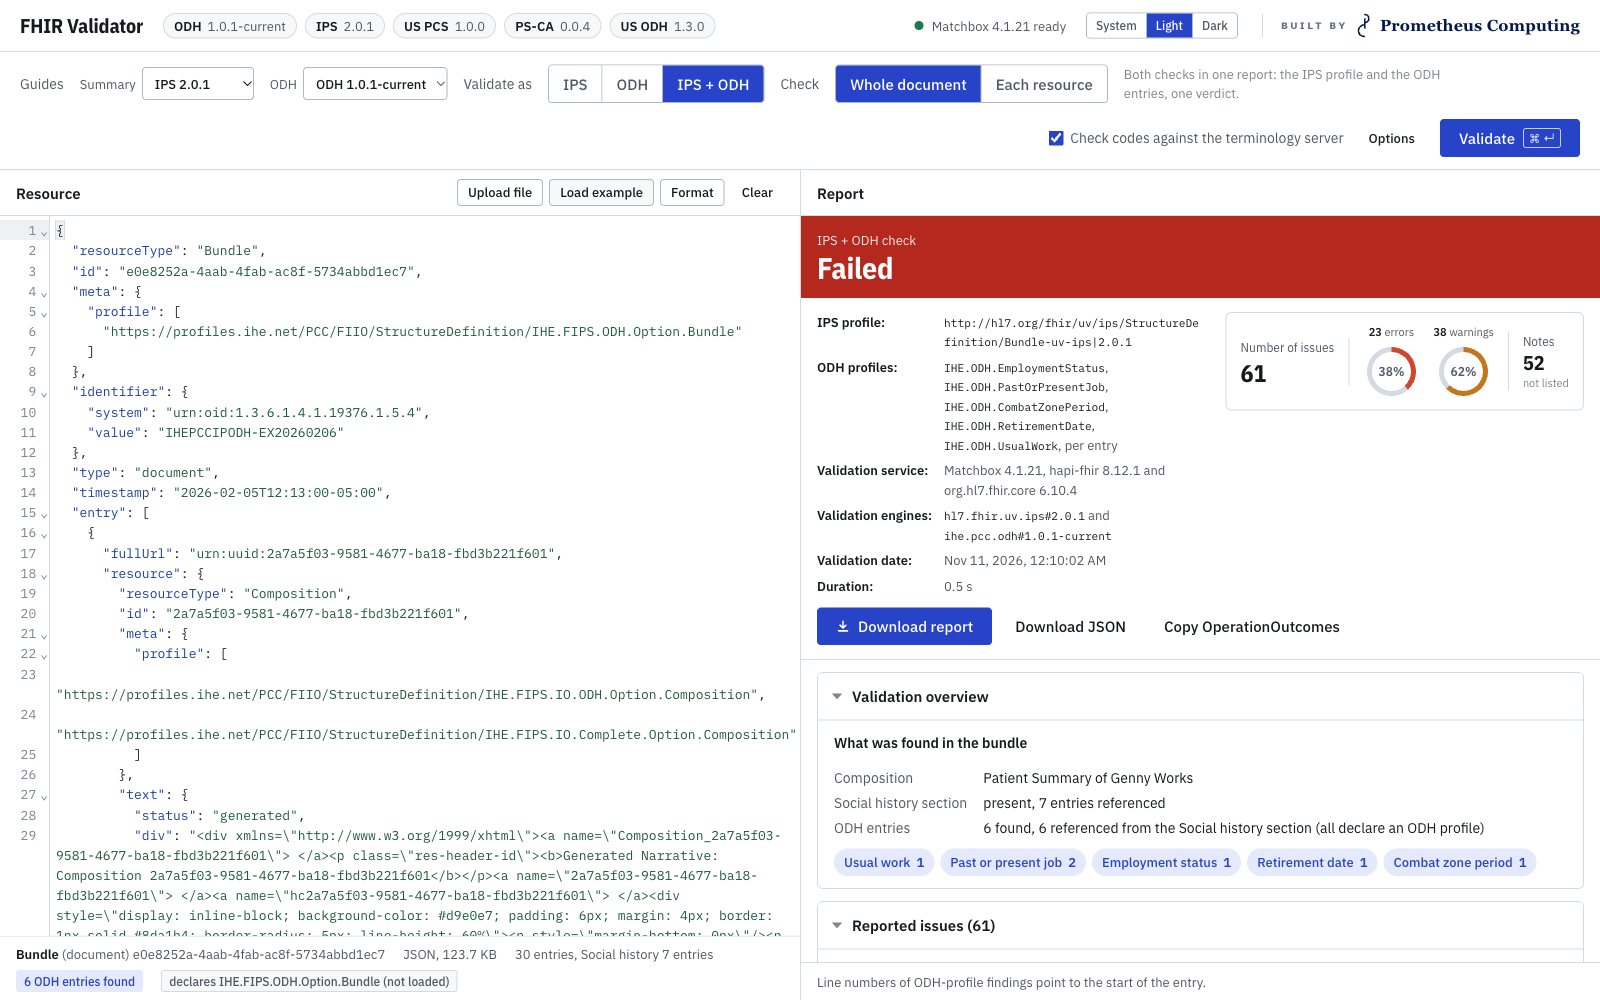 FHIR Validator ODH 1.0.1-current IPS 2.0.1 US PCS 1.0.0 PS-CA 0.0.4 US ODH 1.3.0 Matchbox 4.1.21 ready System Light Dark BUILT BY Prometheus Computing
Guides Summary IPS 2.0.1 ODH ODH 1.0.1-current Validate as IPS ODH IPS + ODH Check Whole document Each resource
Both checks in one report: the IPS profile and the ODH
entries, one verdict.
Check codes against the terminology server Options Validate ⌘ ↵
Resource Upload file Load example Format Clear
1 {
2 "resourceType": "Bundle",
3 "id": "e0e8252a-4aab-4fab-ac8f-5734abbd1ec7",
4 "meta": {
5 "profile": [
6 "https://profiles.ihe.net/PCC/FIIO/StructureDefinition/IHE.FIPS.ODH.Option.Bundle"
7 ]
8 },
9 "identifier": {
10 "system": "urn:oid:1.3.6.1.4.1.19376.1.5.4",
11 "value": "IHEPCCIPODH-EX20260206"
12 },
13 "type": "document",
14 "timestamp": "2026-02-05T12:13:00-05:00",
15 "entry": [
16 {
17 "fullUrl": "urn:uuid:2a7a5f03-9581-4677-ba18-fbd3b221f601",
18 "resource": {
19 "resourceType": "Composition",
20 "id": "2a7a5f03-9581-4677-ba18-fbd3b221f601",
21 "meta": {
22 "profile": [
23
"https://profiles.ihe.net/PCC/FIIO/StructureDefinition/IHE.FIPS.IO.ODH.Option.Composition",
24
"https://profiles.ihe.net/PCC/FIIO/StructureDefinition/IHE.FIPS.IO.Complete.Option.Composition"
25 ]
26 },
27 "text": {
28 "status": "generated",
29 "div": "<div xmlns=\"http://www.w3.org/1999/xhtml\"><a name=\"Composition_2a7a5f03-
9581-4677-ba18-fbd3b221f601\"> </a><p class=\"res-header-id\"><b>Generated Narrative:
Composition 2a7a5f03-9581-4677-ba18-fbd3b221f601</b></p><a name=\"2a7a5f03-9581-4677-ba18-
fbd3b221f601\"> </a><a name=\"hc2a7a5f03-9581-4677-ba18-fbd3b221f601\"> </a><div
style=\"display: inline-block; background-color: #d9e0e7; padding: 6px; margin: 4px; border:
1px solid #8da1b4; border-radius: 5px; line-height: 60%\"><p style=\"margin-bottom: 0px\"/><p
Bundle (document) e0e8252a-4aab-4fab-ac8f-5734abbd1ec7 JSON, 123.7 KB 30 entries, Social history 7 entries
6 ODH entries found declares IHE.FIPS.ODH.Option.Bundle (not loaded)
Report
IPS + ODH check
Failed
IPS profile: http://hl7.org/fhir/uv/ips/StructureDe
finition/Bundle-uv-ips|2.0.1
ODH profiles: IHE.ODH.EmploymentStatus,
IHE.ODH.PastOrPresentJob,
IHE.ODH.CombatZonePeriod,
IHE.ODH.RetirementDate,
IHE.ODH.UsualWork, per entry
Validation service: Matchbox 4.1.21, hapi-fhir 8.12.1 and
org.hl7.fhir.core 6.10.4
Validation engines: hl7.fhir.uv.ips#2.0.1 and
ihe.pcc.odh#1.0.1-current
Validation date: Nov 11, 2026, 12:10:02 AM
Duration: 0.5 s
Number of issues
61
23 errors
38%
38 warnings
62%
Notes
52
not listed
Download report Download JSON Copy OperationOutcomes
Validation overview
What was found in the bundle
Composition Patient Summary of Genny Works
Social history section present, 7 entries referenced
ODH entries 6 found, 6 referenced from the Social history section (all declare an ODH profile)
Usual work 1 Past or present job 2 Employment status 1 Retirement date 1 Combat zone period 1
Reported issues (61)
Line numbers of ODH-profile findings point to the start of the entry.